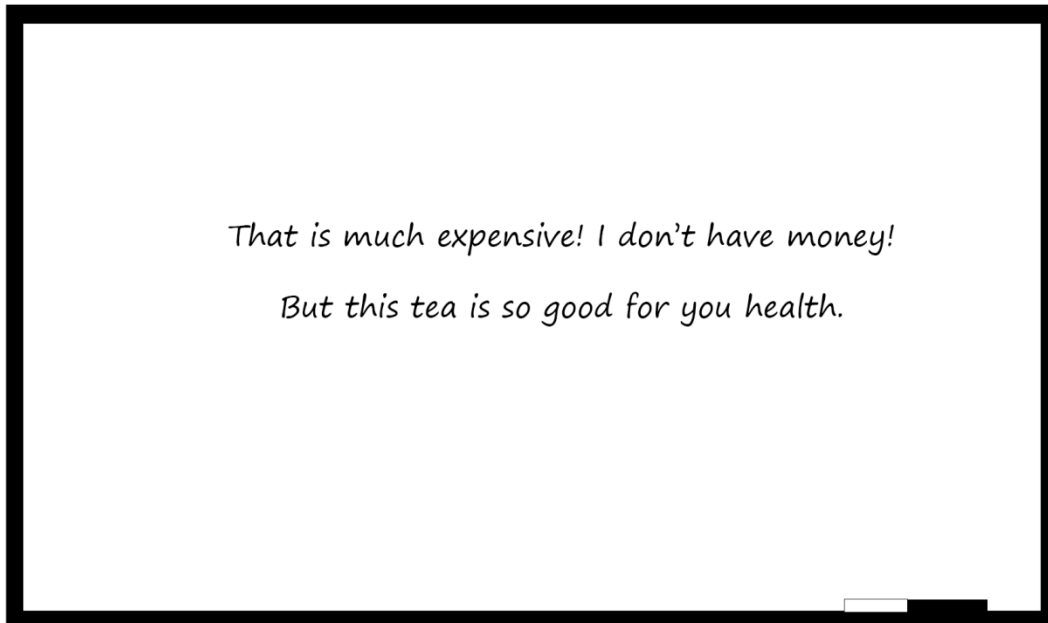 That is much expensive! I don't have money!
But this tea is so good for you health.